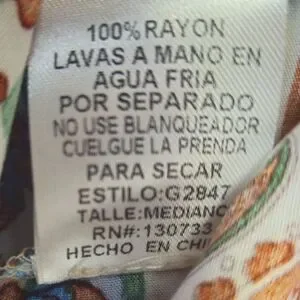 100% RAYON
LAVAS A MANO EN
AGUA FRIA
POR SEPARADO
NO USE BLANQUEADOR
CUELGUE LA PRENDA
PARA SECAR
ESTILO:G2847
TALLE:MEDIANO
RN#:130733
HECHO EN